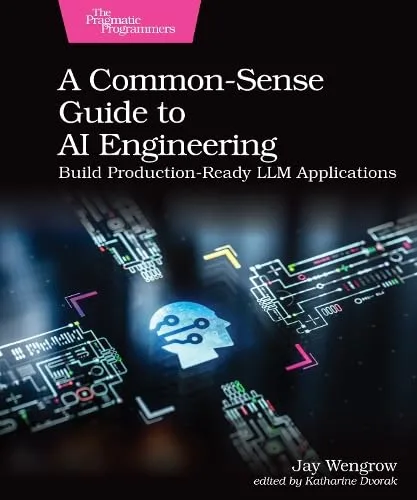 The
Pragmatic
Programmers
A Common-Sense
Guide to
AI Engineering
Build Production-Ready LLM Applications
Jay Wengrow
edited by Katharine Dvorak